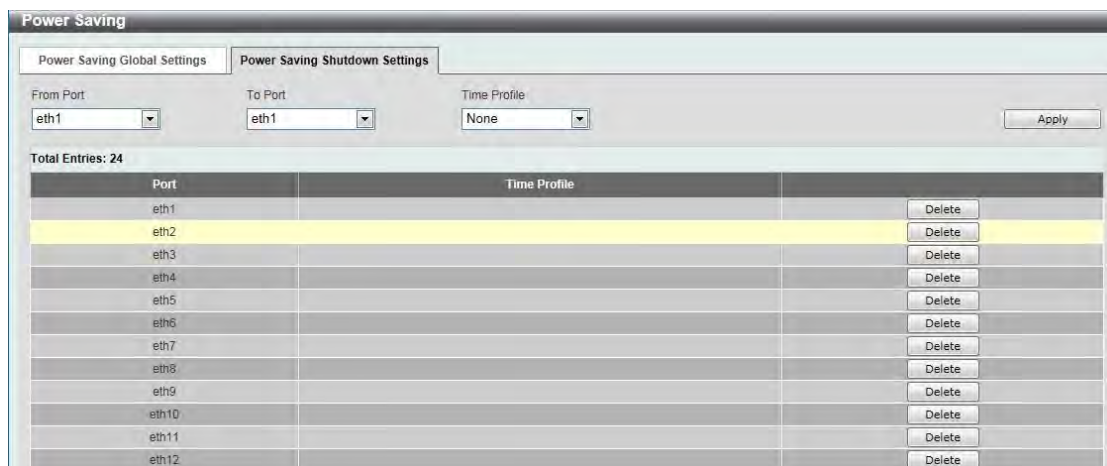 Power Saving
Power Saving Global Settings Power Saving Shutdown Settings
From Port To Port Time Profile
eth1 eth1 None Apply
Total Entries: 24
Port Time Profile
eth1 Delete
eth2 Delete
eth3 Delete
eth4 Delete
eth5 Delete
eth6 Delete
eth7 Delete
eth8 Delete
eth9 Delete
eth10 Delete
eth11 Delete
eth12 Delete